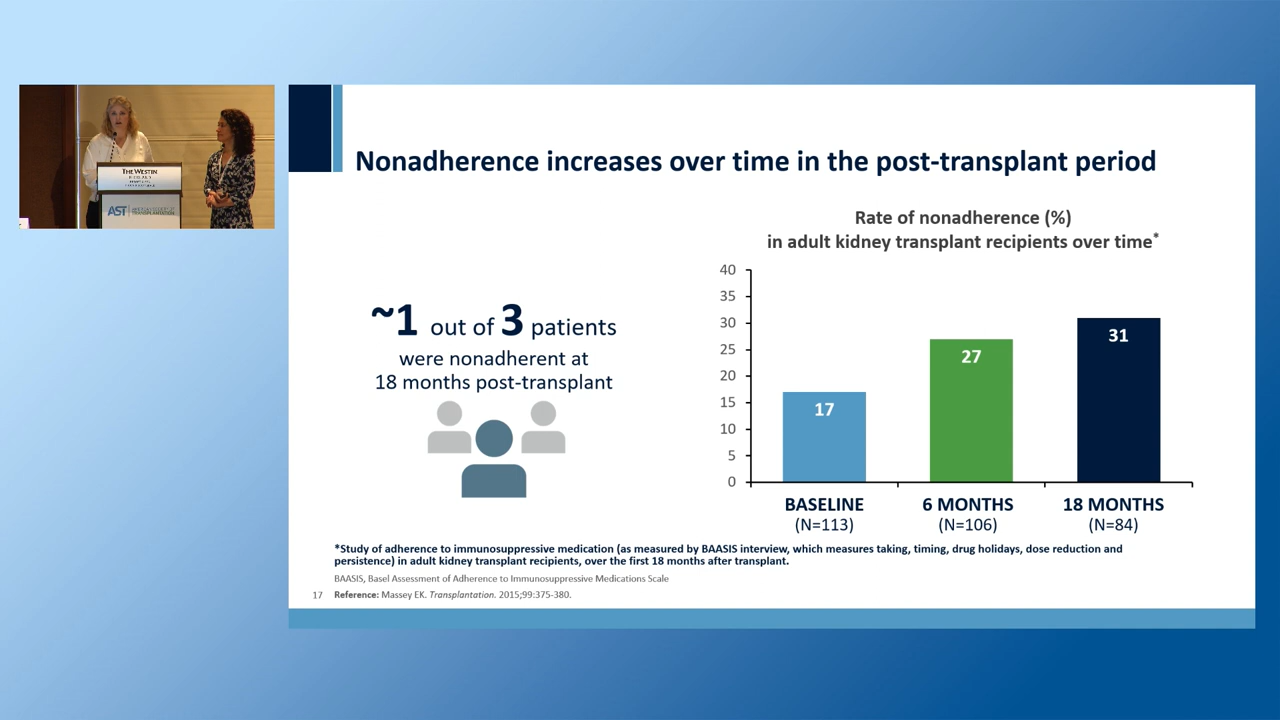 THE WESTIN
AST
TRANSPLANTATION
Nonadherence increases over time in the post-transplant period
~1 out of 3 patients
were nonadherent at
18 months post-transplant
Rate of nonadherence (%)
in adult kidney transplant recipients over time*
40
35
30
25
20
15
10
5
0
17
27
31
BASELINE
(N=113)
6 MONTHS
(N=106)
18 MONTHS
(N=84)
*Study of adherence to immunosuppressive medication (as measured by BAASIS interview, which measures taking, timing, drug holidays, dose reduction and
persistence) in adult kidney transplant recipients, over the first 18 months after transplant.
BAASIS, Basel Assessment of Adherence to Immunosuppressive Medications Scale
17 Reference: Massey EK. Transplantation. 2015;99:375-380.